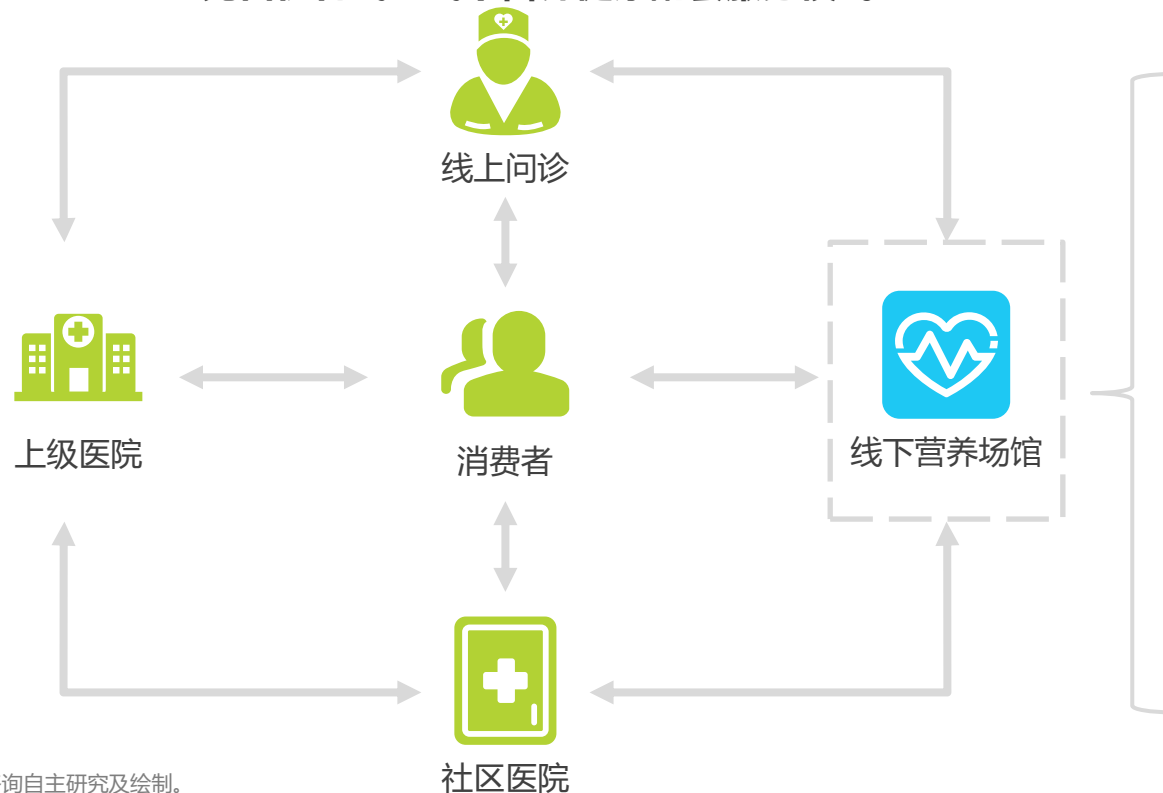 线上问诊
上级医院
消费者
线下营养场馆
社区医院
询自主研究及绘制。